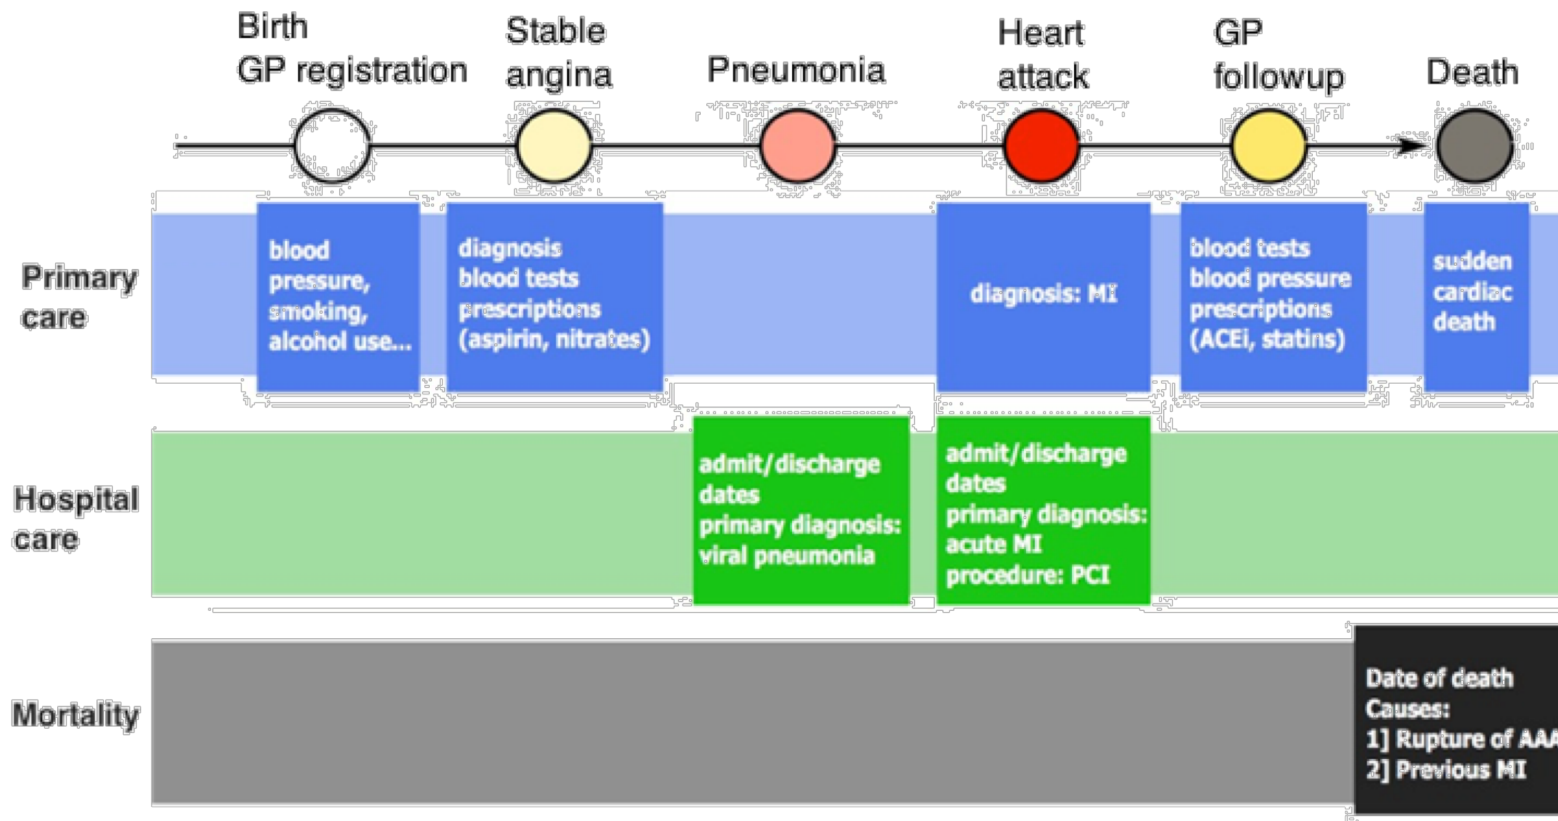 Birth
GP registration
Stable
angina
Pneumonia
Heart
attack
GP
followup
Death
Primary
care
blood
pressure,
smoking,
alcohol use...
diagnosis
blood tests
prescriptions
(aspirin, nitrates)
diagnosis: MI
blood tests
blood pressure
prescriptions
(ACEi, statins)
sudden
cardiac
death
Hospital
care
admit/discharge
dates
primary diagnosis:
viral pneumonia
admit/discharge
dates
primary diagnosis:
acute MI
procedure: PCI
Mortality
Date of death
Causes:
1] Rupture of AAA
2] Previous MI